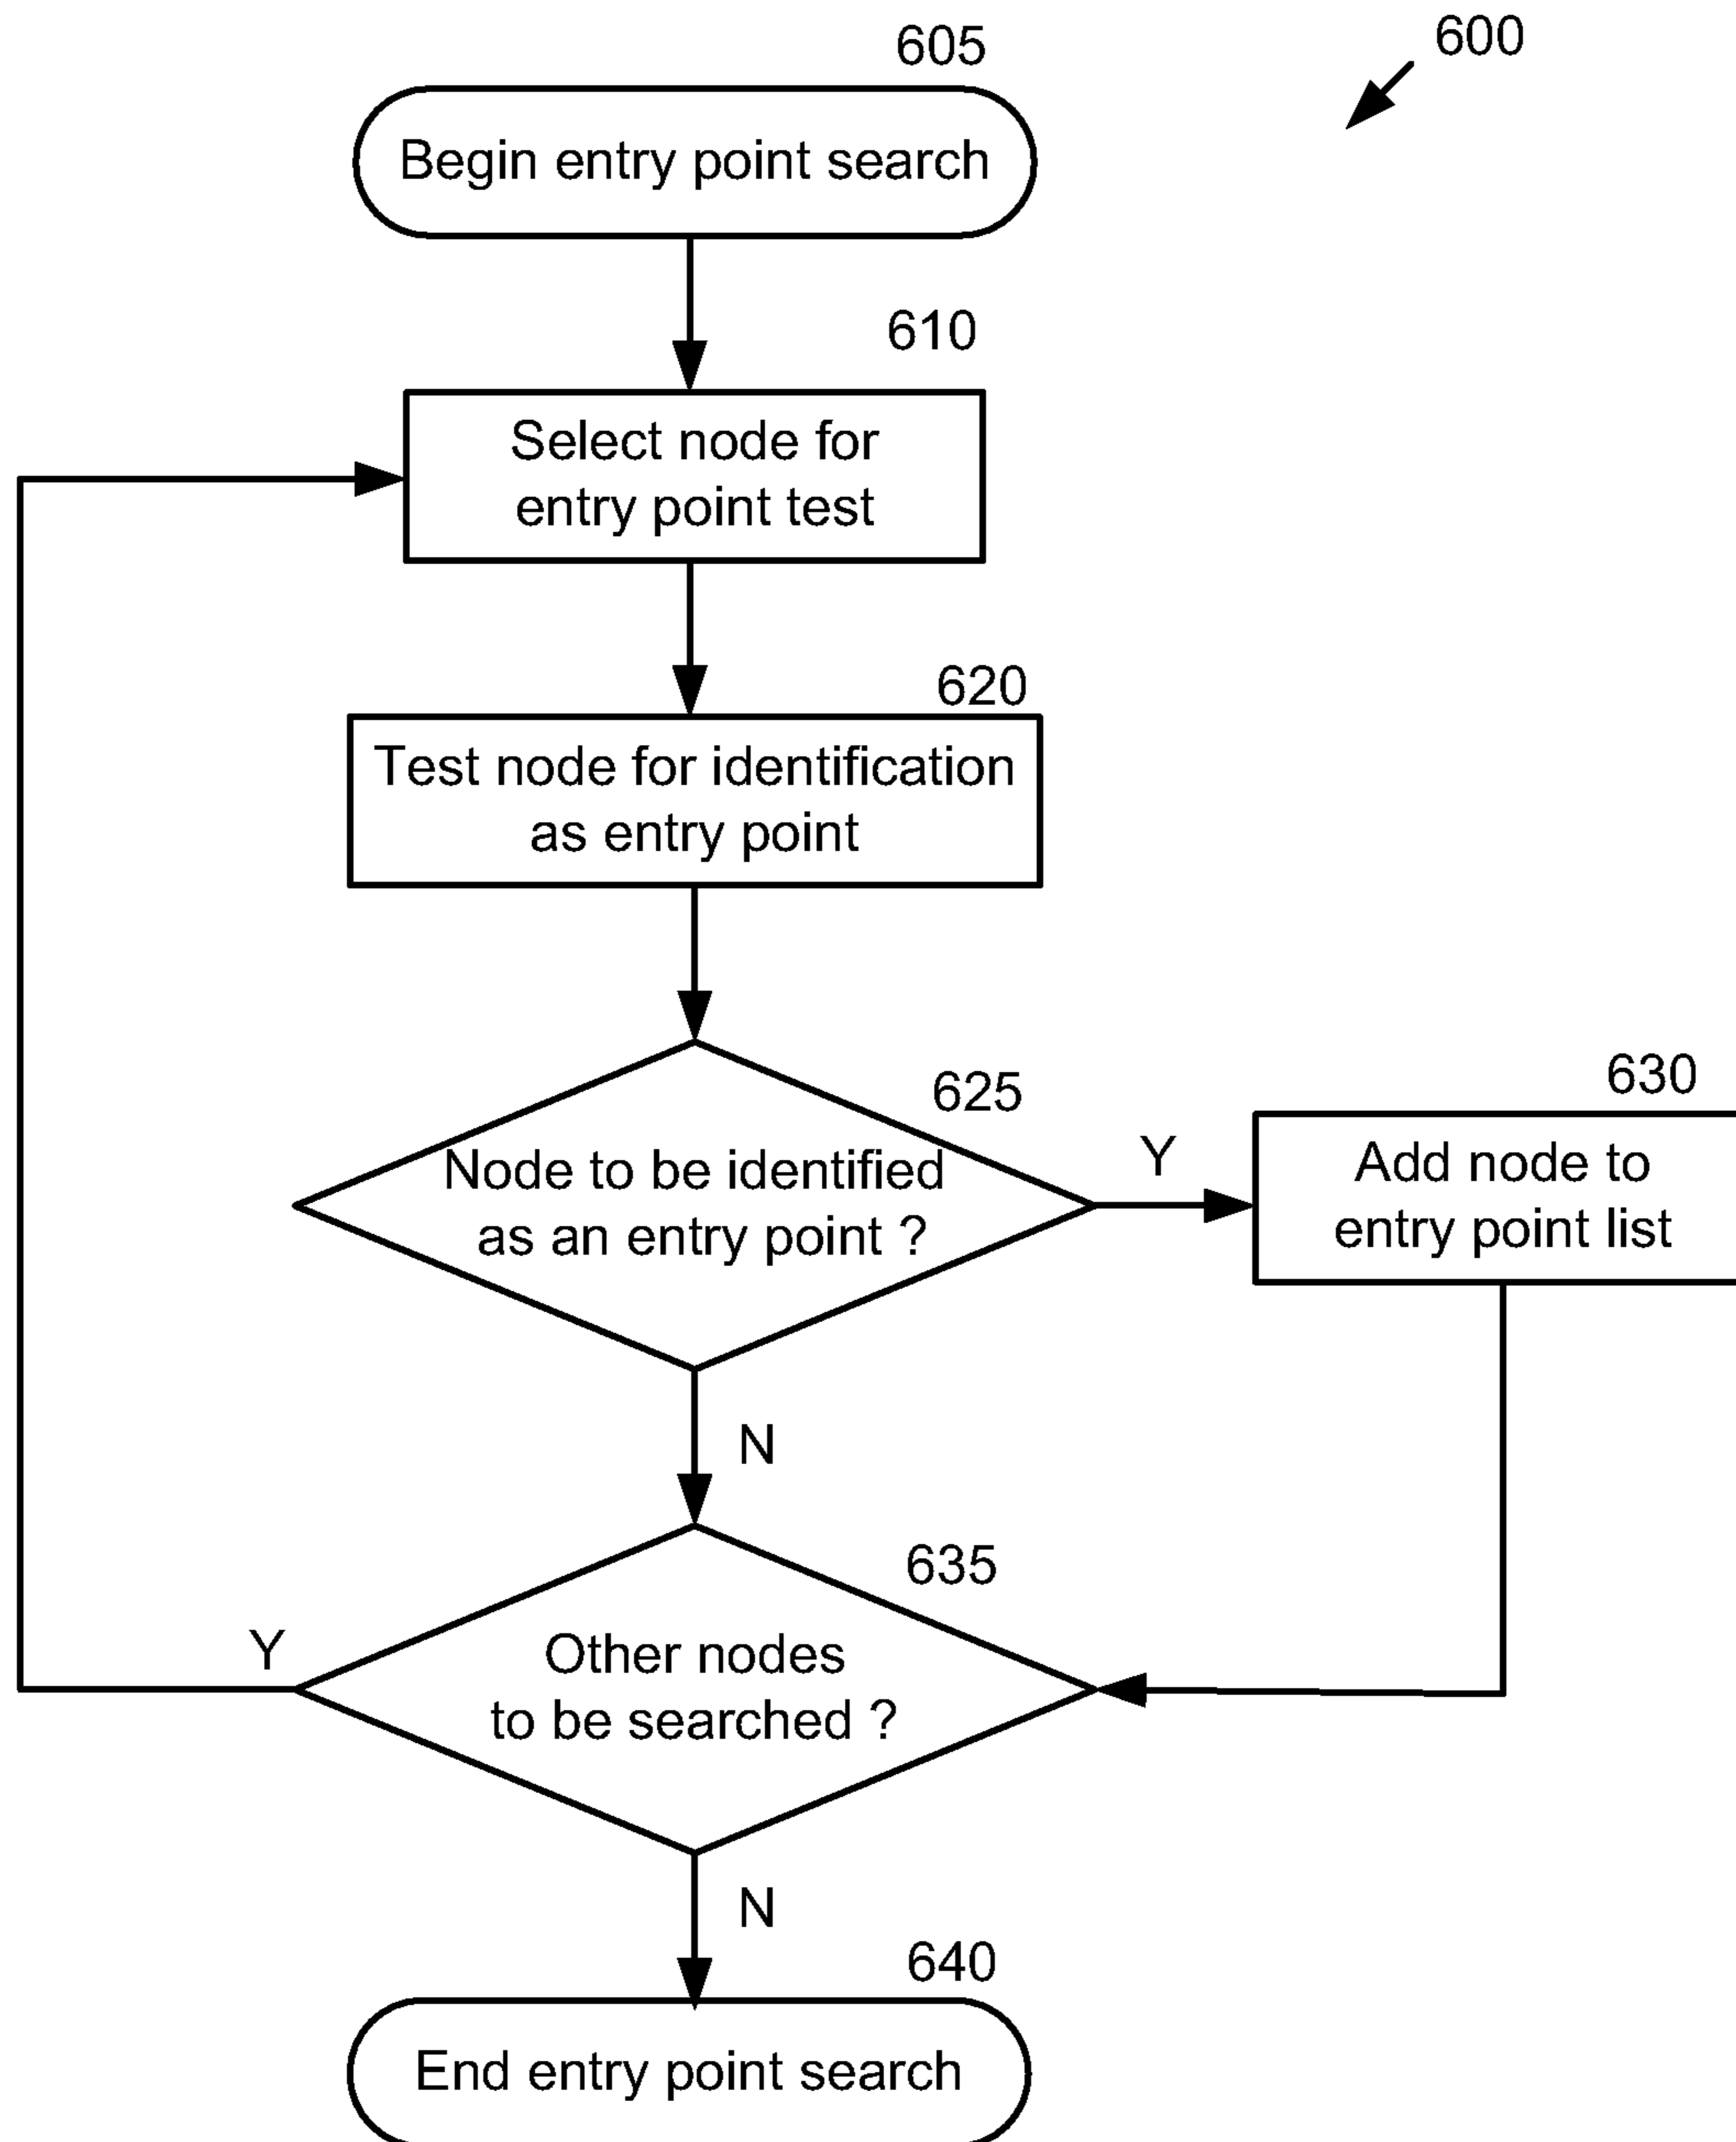 605
600
Begin entry point search
610
Select node for
entry point test
620
Test node for identification
as entry point
625
Node to be identified
as an entry point ?
Y
630
Add node to
entry point list
N
635
Y
Other nodes
to be searched ?
N
640
End entry point search